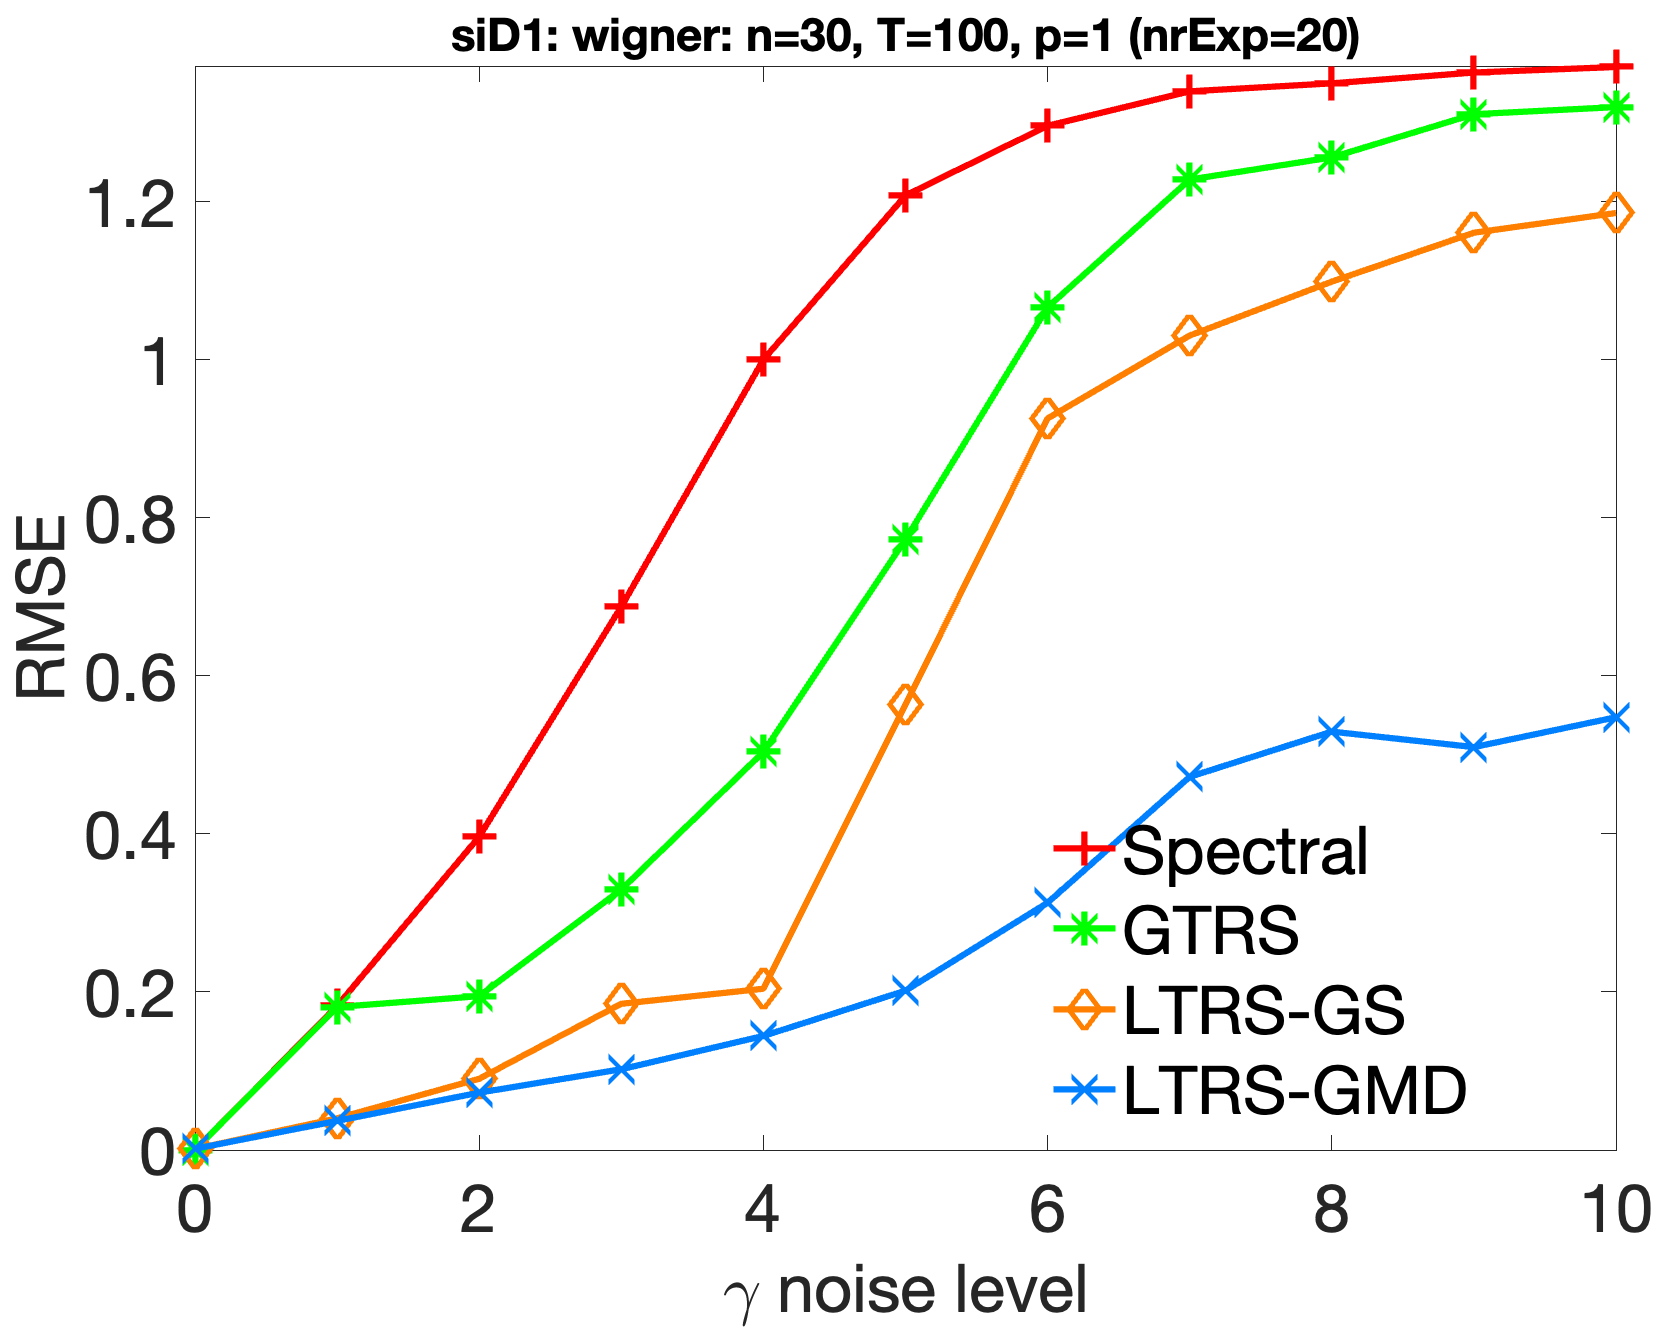 siD1: wigner: n=30, T=100, p=1 (nrExp=20)
RMSE
1.2
1
0.8
0.6
0.4
0.2
0
0 2 4 6 8 10
γ noise level
Spectral
GTRS
LTRS-GS
LTRS-GMD